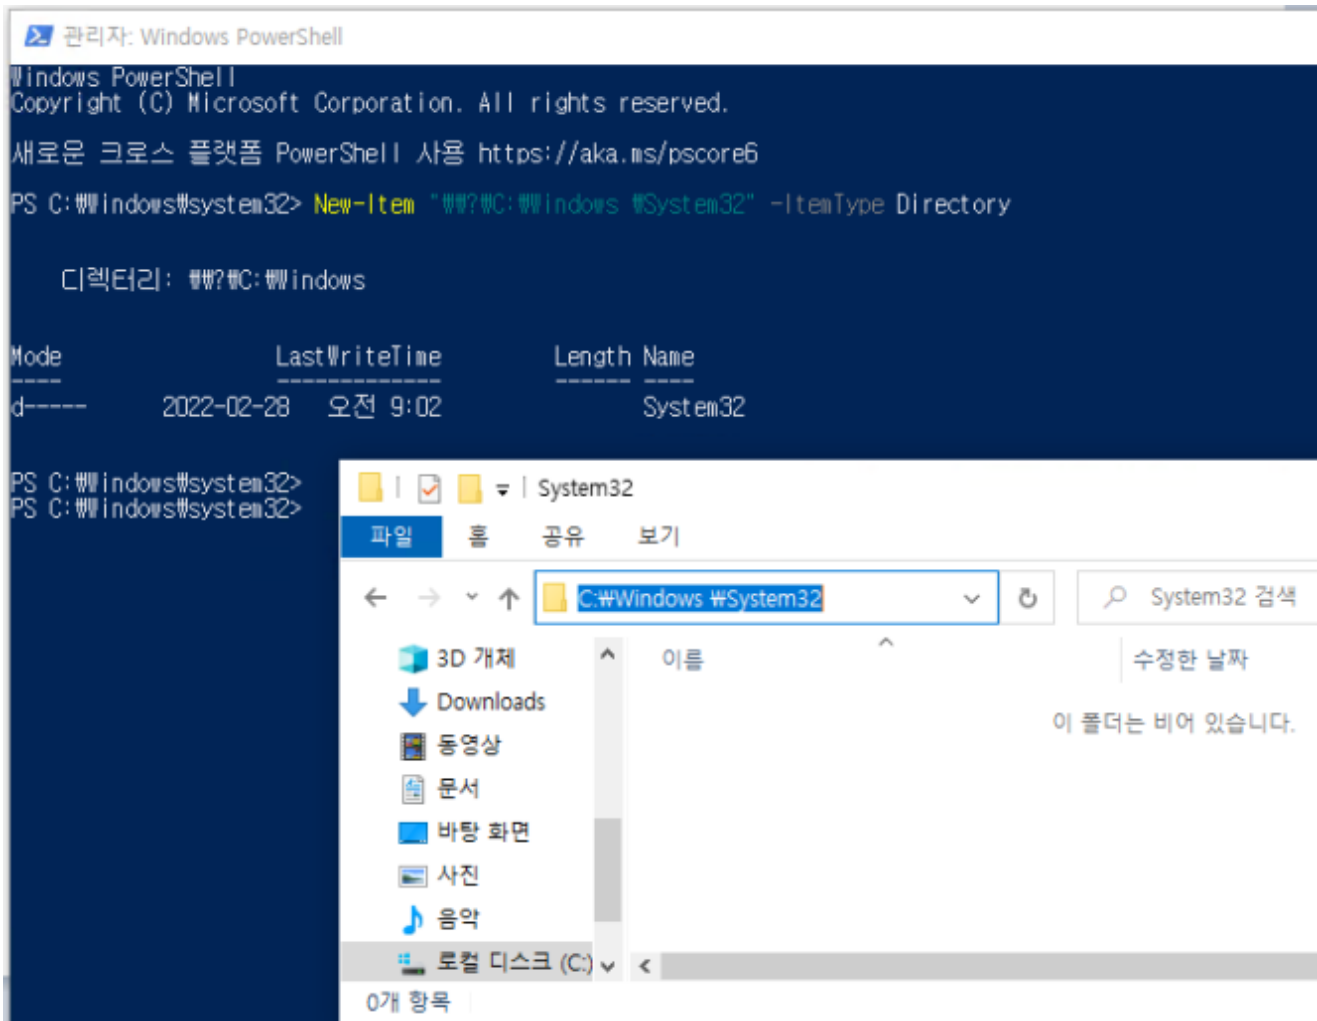 관리자: Windows PowerShell
Windows PowerShell
Copyright (C) Microsoft Corporation. All rights reserved.
새로운 크로스 플랫폼 PowerShell 사용 https://aka.ms/pscore6
PS C:₩Windows₩system32> New-Item "₩₩?₩C:₩Windows ₩System32" -ItemType Directory
디렉터리: ₩₩?₩C:₩Windows
Mode LastWriteTime Length Name
---- ------------- ------ ----
d----- 2022-02-28 오전 9:02 System32
PS C:₩Windows₩system32>
PS C:₩Windows₩system32>
System32
파일 홈 공유 보기
C:₩Windows ₩System32
System32 검색
이름 수정한 날짜
이 폴더는 비어 있습니다.
3D 개체
Downloads
동영상
문서
바탕 화면
사진
음악
로컬 디스크 (C:)
0개 항목